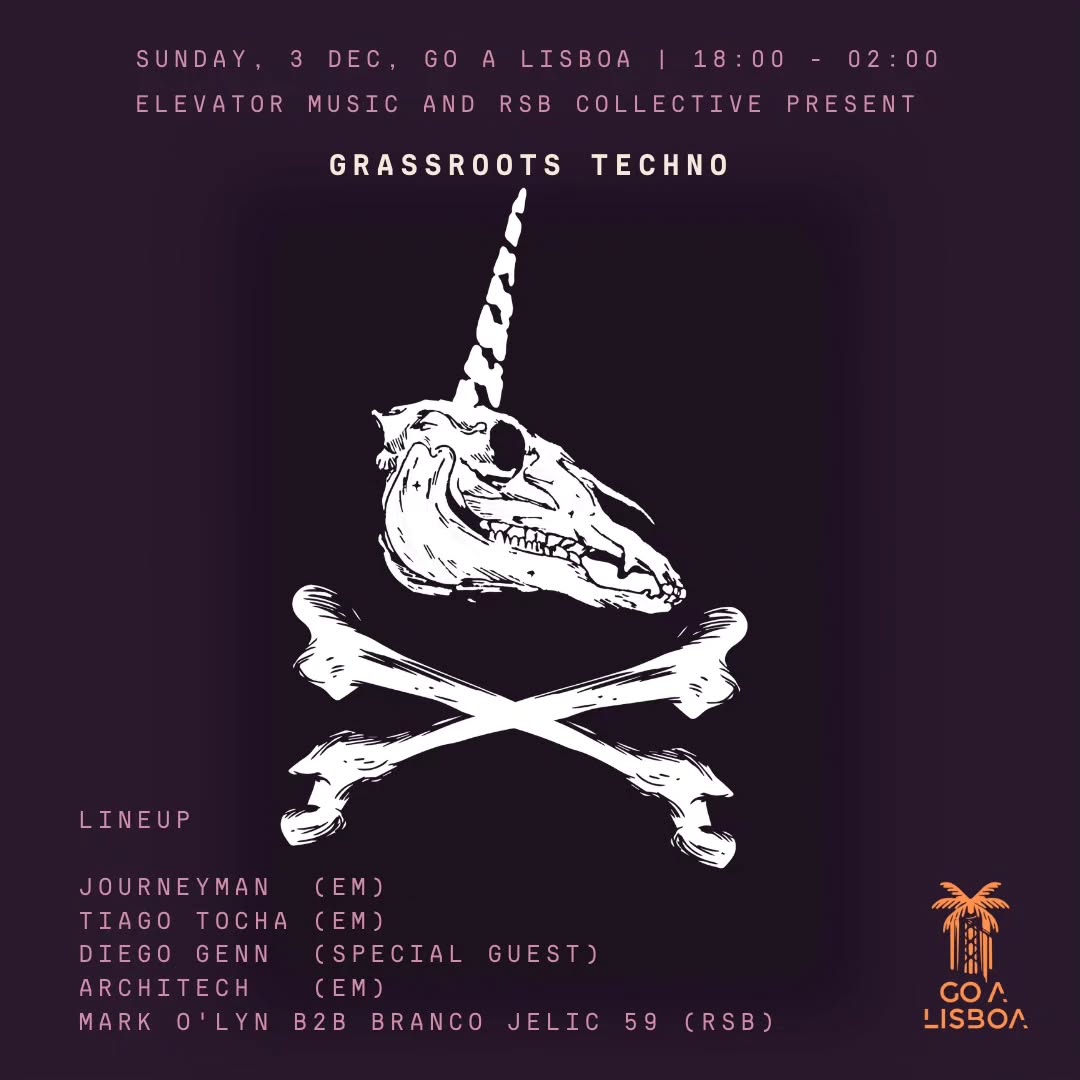 SUNDAY, 3 DEC, GO A LISBOA | 18:00 - 02:00
ELEVATOR MUSIC AND RSB COLLECTIVE PRESENT
GRASSROOTS TECHNO
LINEUP
JOURNEYMAN (EM)
TIAGO TOCHA (EM)
DIEGO GENN (SPECIAL GUEST)
ARCHITECH (EM)
MARK O'LYN B2B BRANCO JELIC 59 (RSB)
GO A
LISBOA